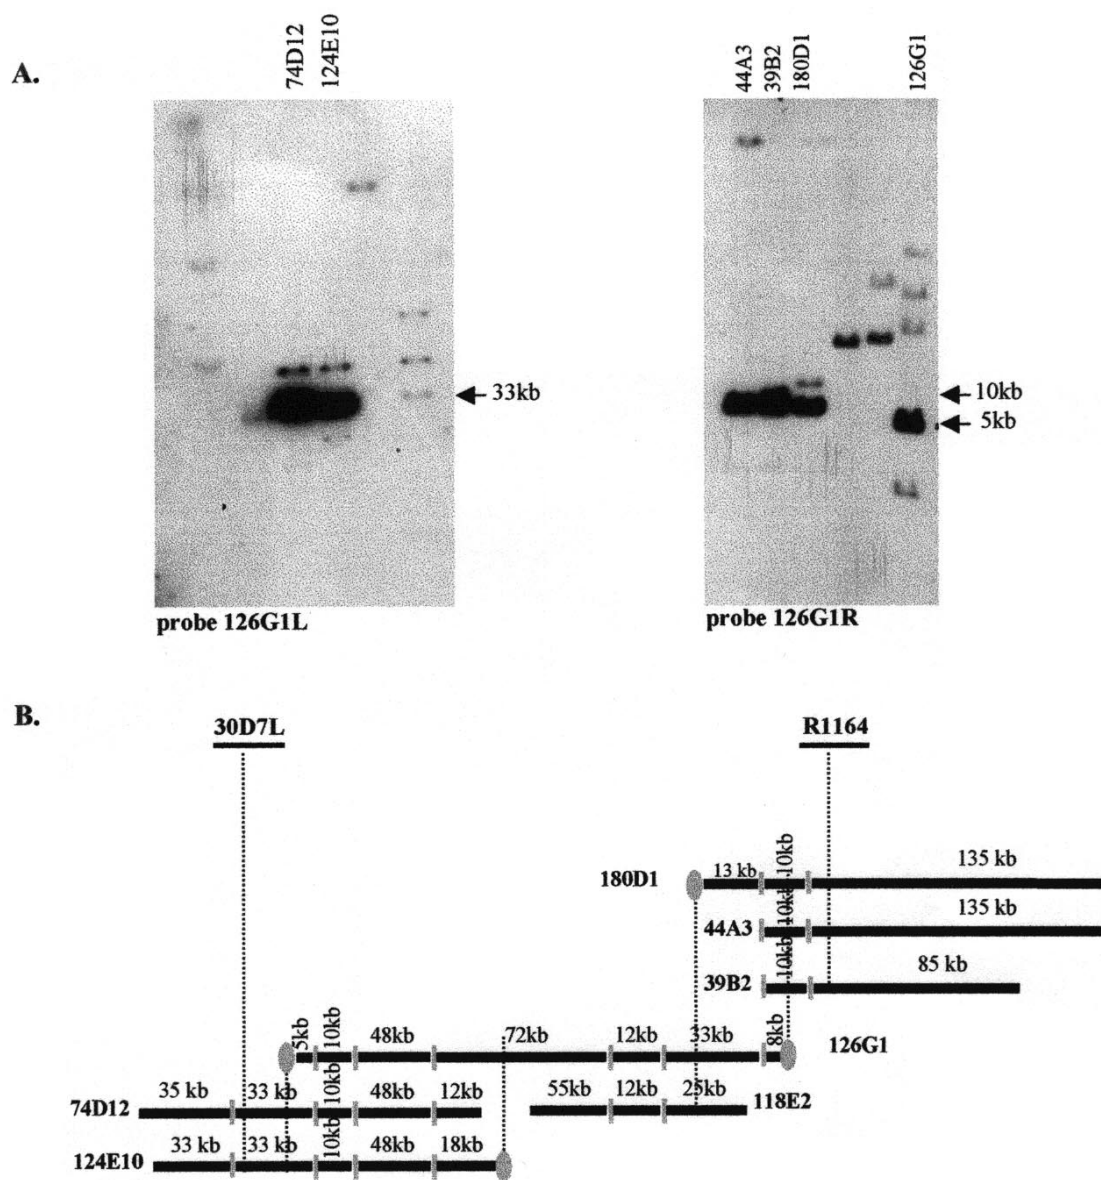 A.
74D12
124E10
44A3
39B2
180D1
126G1
33kb
10kb
5kb
probe 126G1L
probe 126G1R
B.
30D7L
R1164
180D1
13 kb
10kb
135 kb
44A3
10kb
135 kb
39B2
10kb
85 kb
5kb
10kb
48kb
72kb
12kb
33kb
8kb
126G1
74D12
35 kb
33 kb
10kb
48kb
12kb
55kb
12kb
25kb
118E2
124E10
33 kb
33 kb
10kb
48kb
18kb